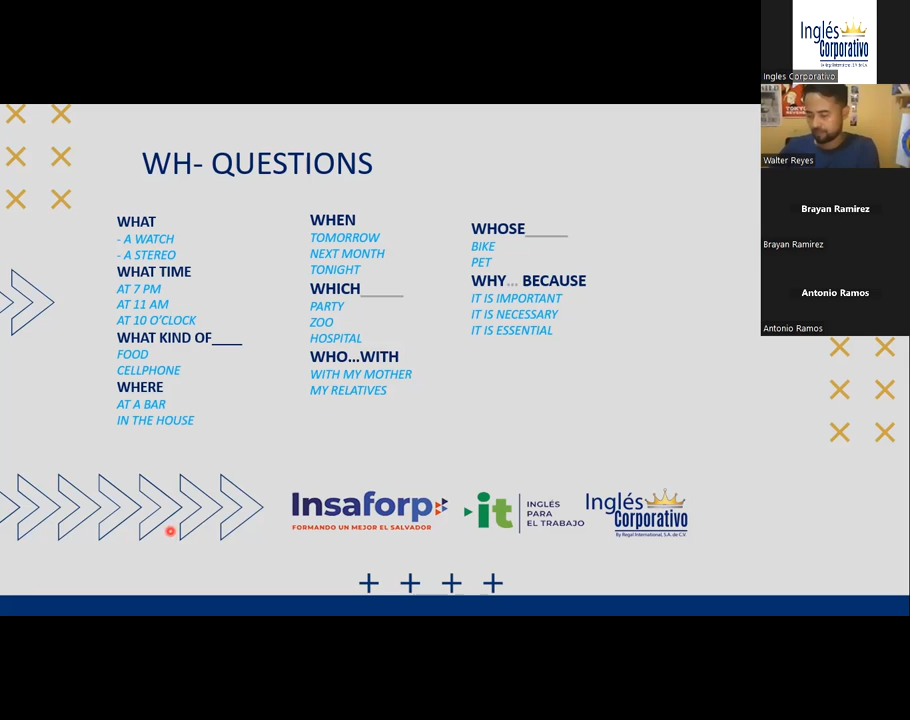 WH- QUESTIONS
WHAT
- A WATCH
- A STEREO
WHAT TIME
AT 7 PM
AT 11 AM
AT 10 O'CLOCK
WHAT KIND OF____
FOOD
CELLPHONE
WHERE
AT A BAR
IN THE HOUSE
WHEN
TOMORROW
NEXT MONTH
TONIGHT
WHICH_____
PARTY
ZOO
HOSPITAL
WHO...WITH
WITH MY MOTHER
MY RELATIVES
WHOSE_____
BIKE
PET
WHY... BECAUSE
IT IS IMPORTANT
IT IS NECESSARY
IT IS ESSENTIAL
Insaforp
FORMANDO UN MEJOR EL SALVADOR
it
INGLÉS
PARA
EL TRABAJO
Inglés
Corporativo
By Regal International, S.A. de C.V.
Inglés
Corporativo
Ingles Corporativo
Walter Reyes
Brayan Ramirez
Brayan Ramirez
Antonio Ramos
Antonio Ramos